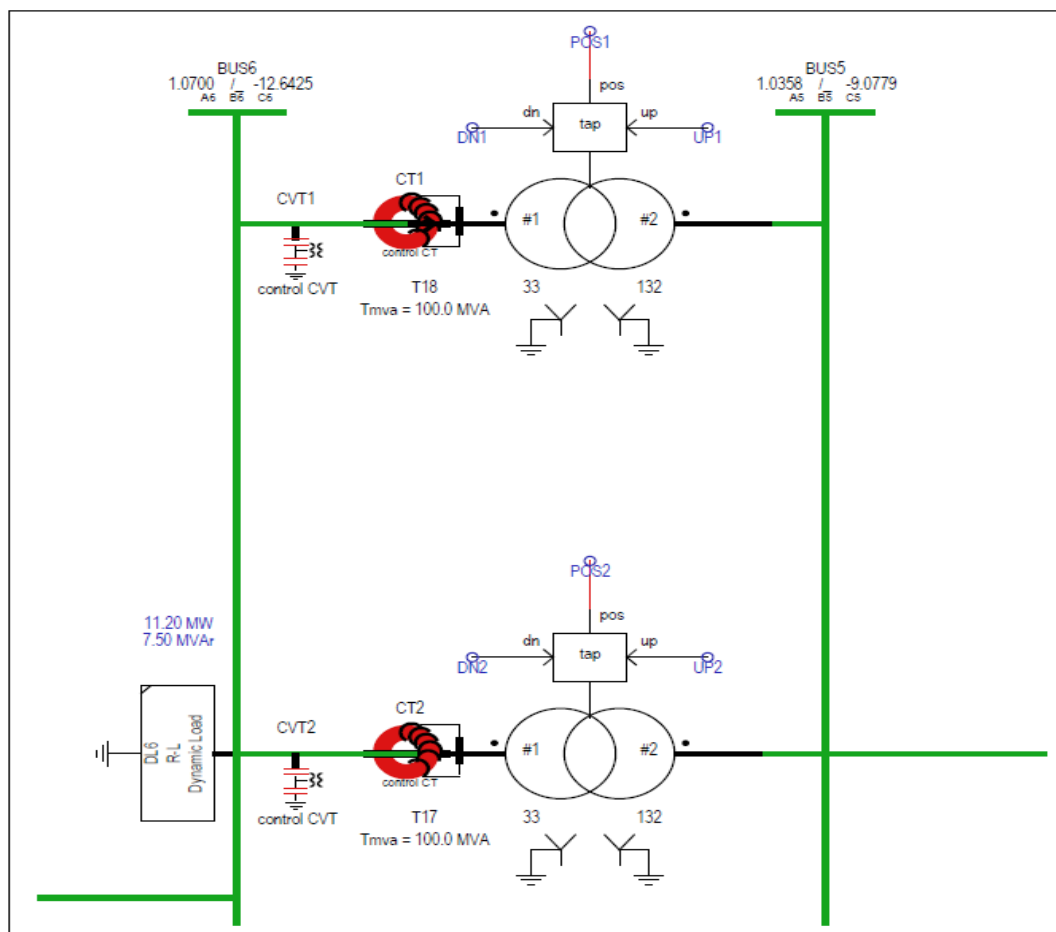 POS1
BUS6
1.0700 /_ -12.6425
A6 B6 C6
BUS5
1.0358 /_ -9.0779
A5 B5 C5
pos
dn
tap
up
DN1
UP1
CT1
CVT1
#1
#2
control CT
control CVT
T18
33
132
Tmva = 100.0 MVA
POS2
pos
11.20 MW
7.50 MVAr
dn
tap
up
DN2
UP2
CT2
CVT2
#1
#2
DL6
R-L
Dynamic Load
control CT
control CVT
T17
33
132
Tmva = 100.0 MVA